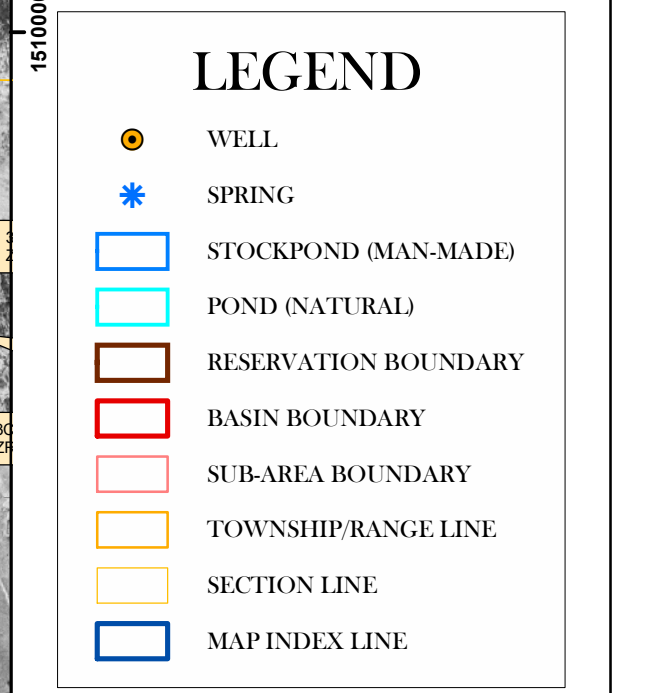 15100
LEGEND
WELL
SPRING
STOCKPOND (MAN-MADE)
POND (NATURAL)
RESERVATION BOUNDARY
BASIN BOUNDARY
SUB-AREA BOUNDARY
TOWNSHIP/RANGE LINE
SECTION LINE
MAP INDEX LINE